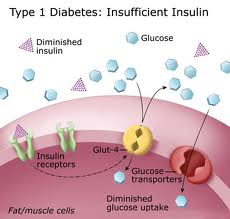 Type 1 Diabetes: Insufficient Insulin
Diminished
insulin
Glucose
Insulin
receptors
Glut-4
Glucose
transporters
Diminished
glucose uptake
Fat/muscle cells